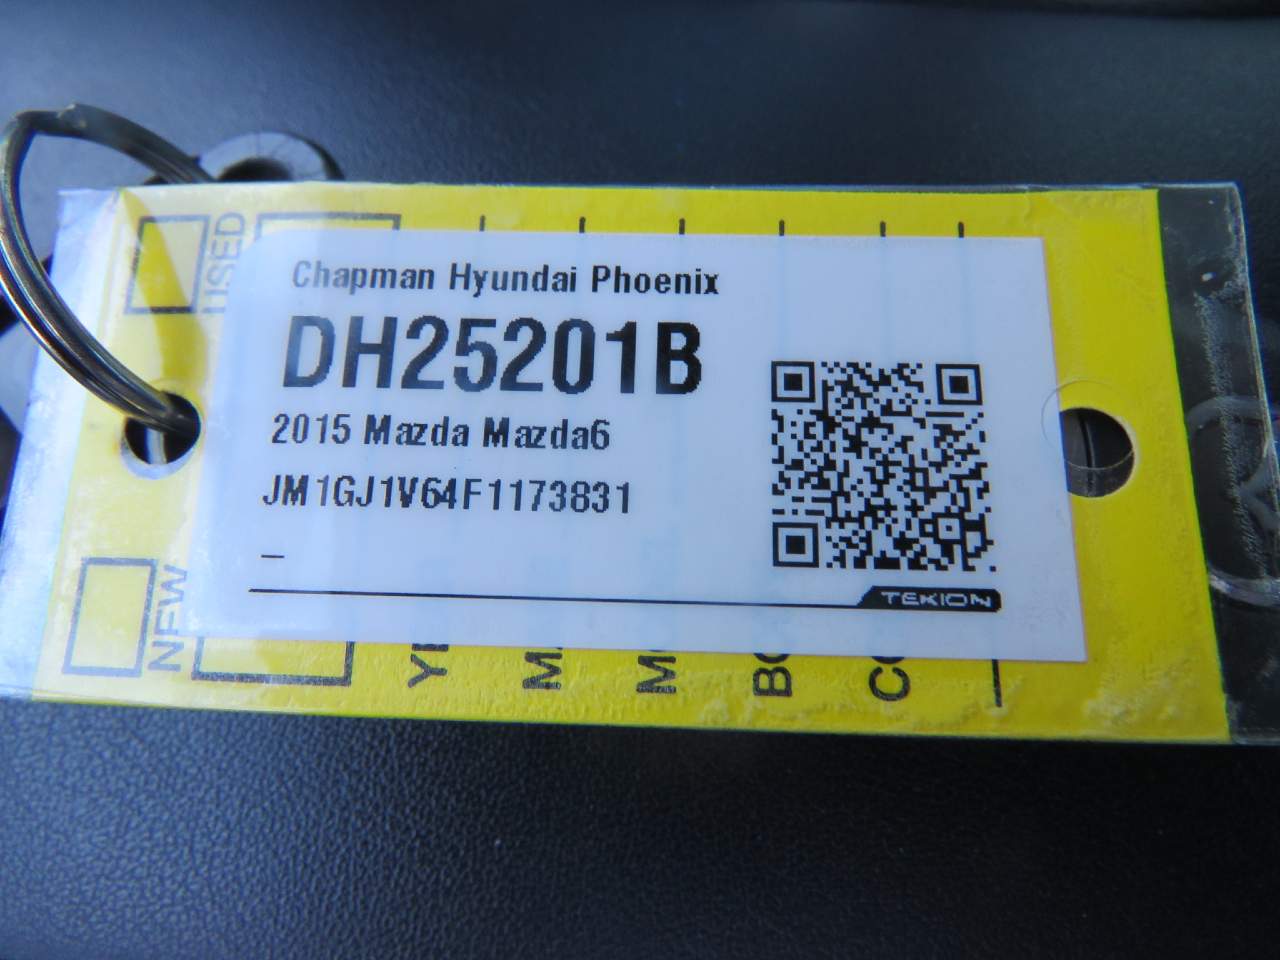 USED
Chapman Hyundai Phoenix
DH25201B
2015 Mazda Mazda6
JM1GJ1V64F1173831
–
TEKION
NEW